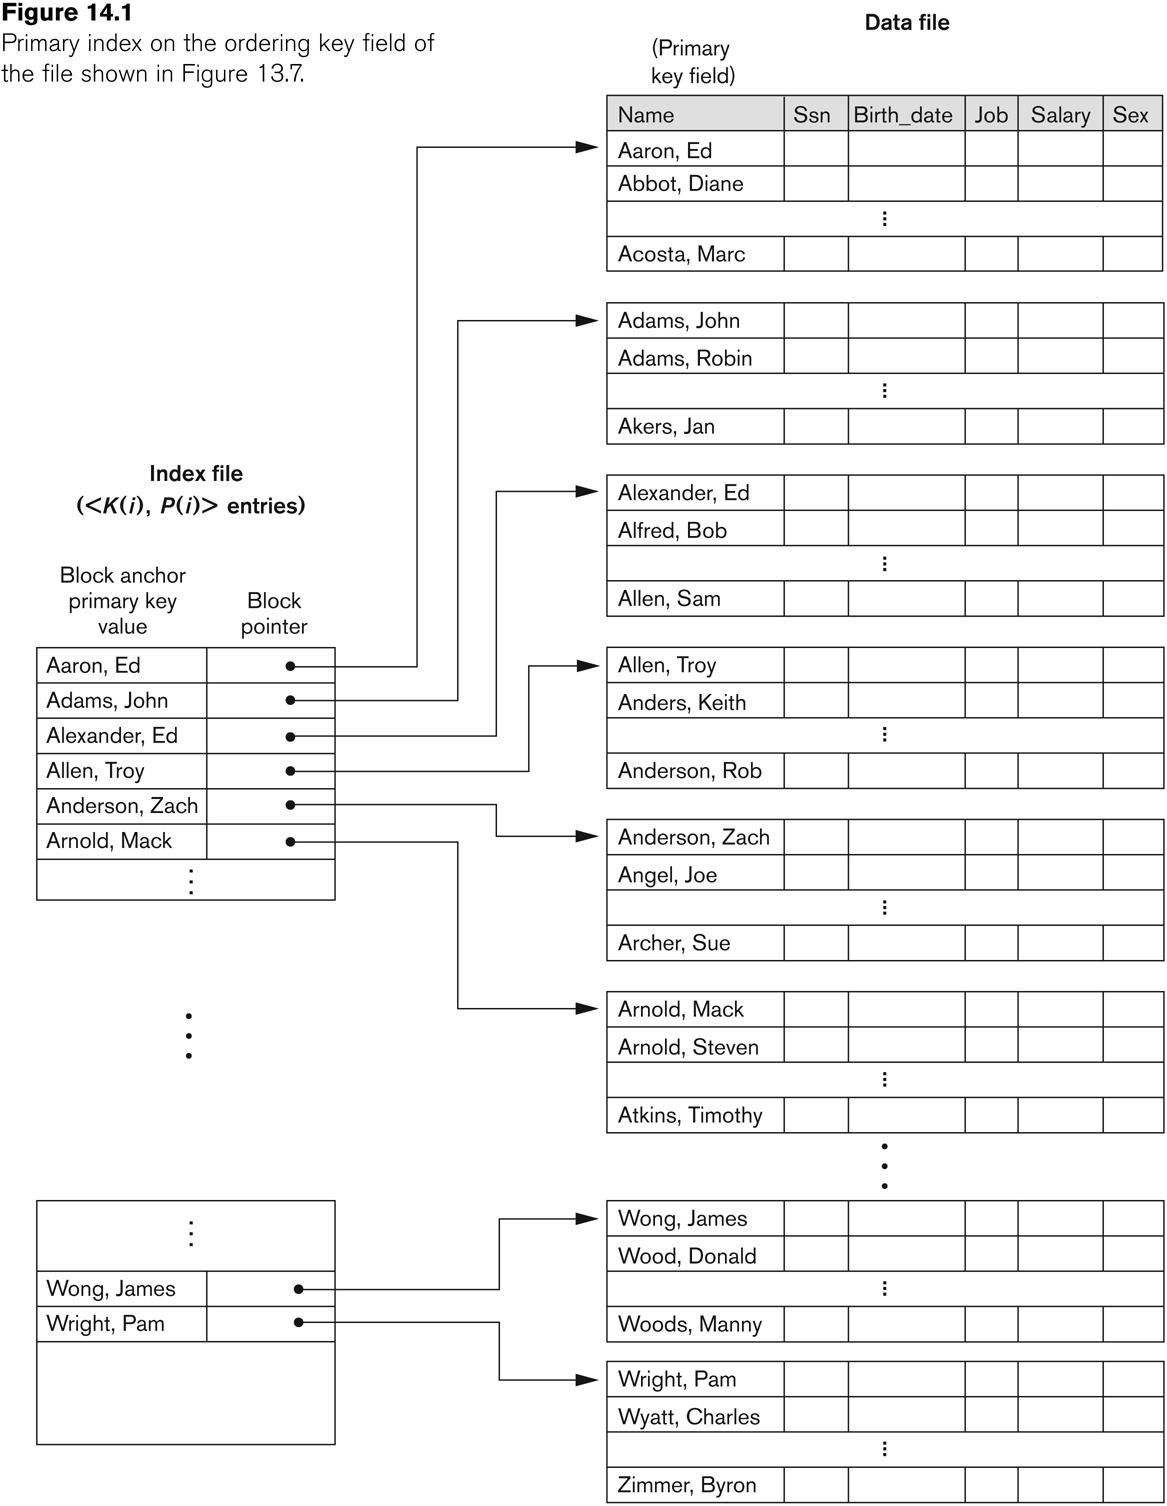 Figure 14.1
Primary index on the ordering key field of
the file shown in Figure 13.7.
Data file
(Primary
key field)
Name Ssn Birth_date Job Salary Sex
Aaron, Ed
Abbot, Diane
⋮
Acosta, Marc
Adams, John
Adams, Robin
⋮
Akers, Jan
Alexander, Ed
Alfred, Bob
⋮
Allen, Sam
Allen, Troy
Anders, Keith
⋮
Anderson, Rob
Anderson, Zach
Angel, Joe
⋮
Archer, Sue
Arnold, Mack
Arnold, Steven
⋮
Atkins, Timothy
⋮
Wong, James
Wood, Donald
⋮
Woods, Manny
Wright, Pam
Wyatt, Charles
⋮
Zimmer, Byron
Index file
(<K(i), P(i)> entries)
Block anchor
primary key
value
Block
pointer
Aaron, Ed
Adams, John
Alexander, Ed
Allen, Troy
Anderson, Zach
Arnold, Mack
⋮
⋮
⋮
Wong, James
Wright, Pam